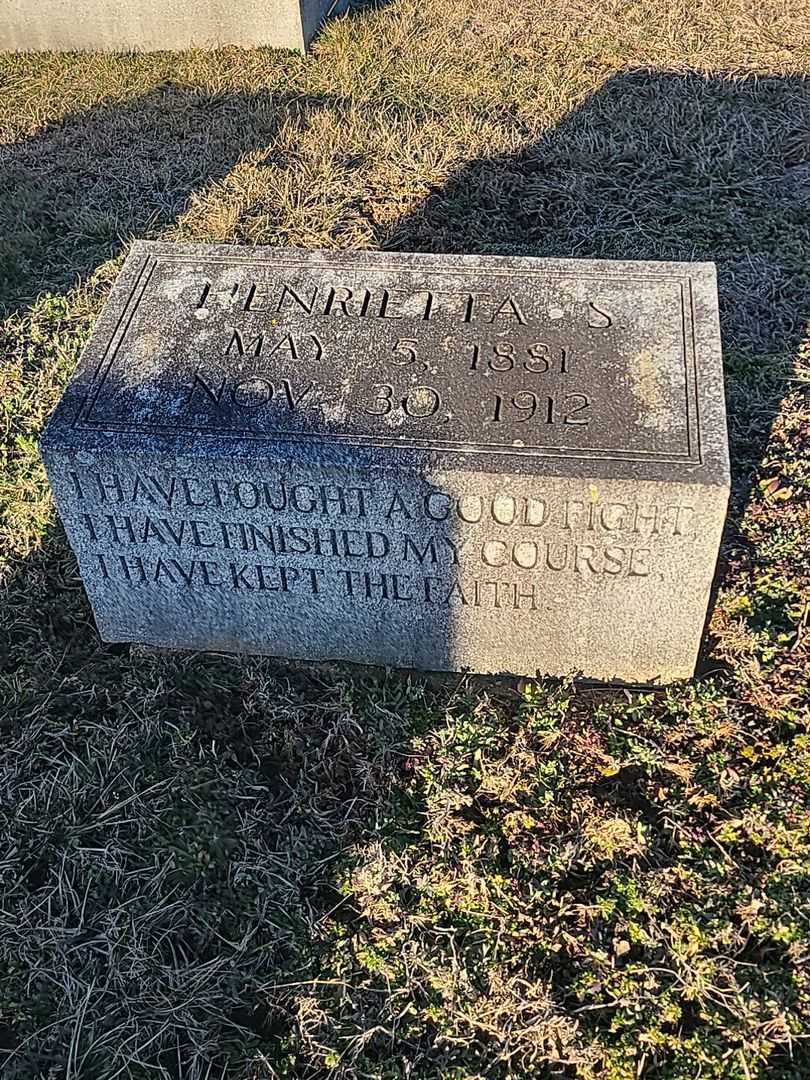 HENRIETTA S.
MAY 5, 1881
NOV. 30, 1912
I HAVE FOUGHT A GOOD FIGHT,
I HAVE FINISHED MY COURSE,
I HAVE KEPT THE FAITH.